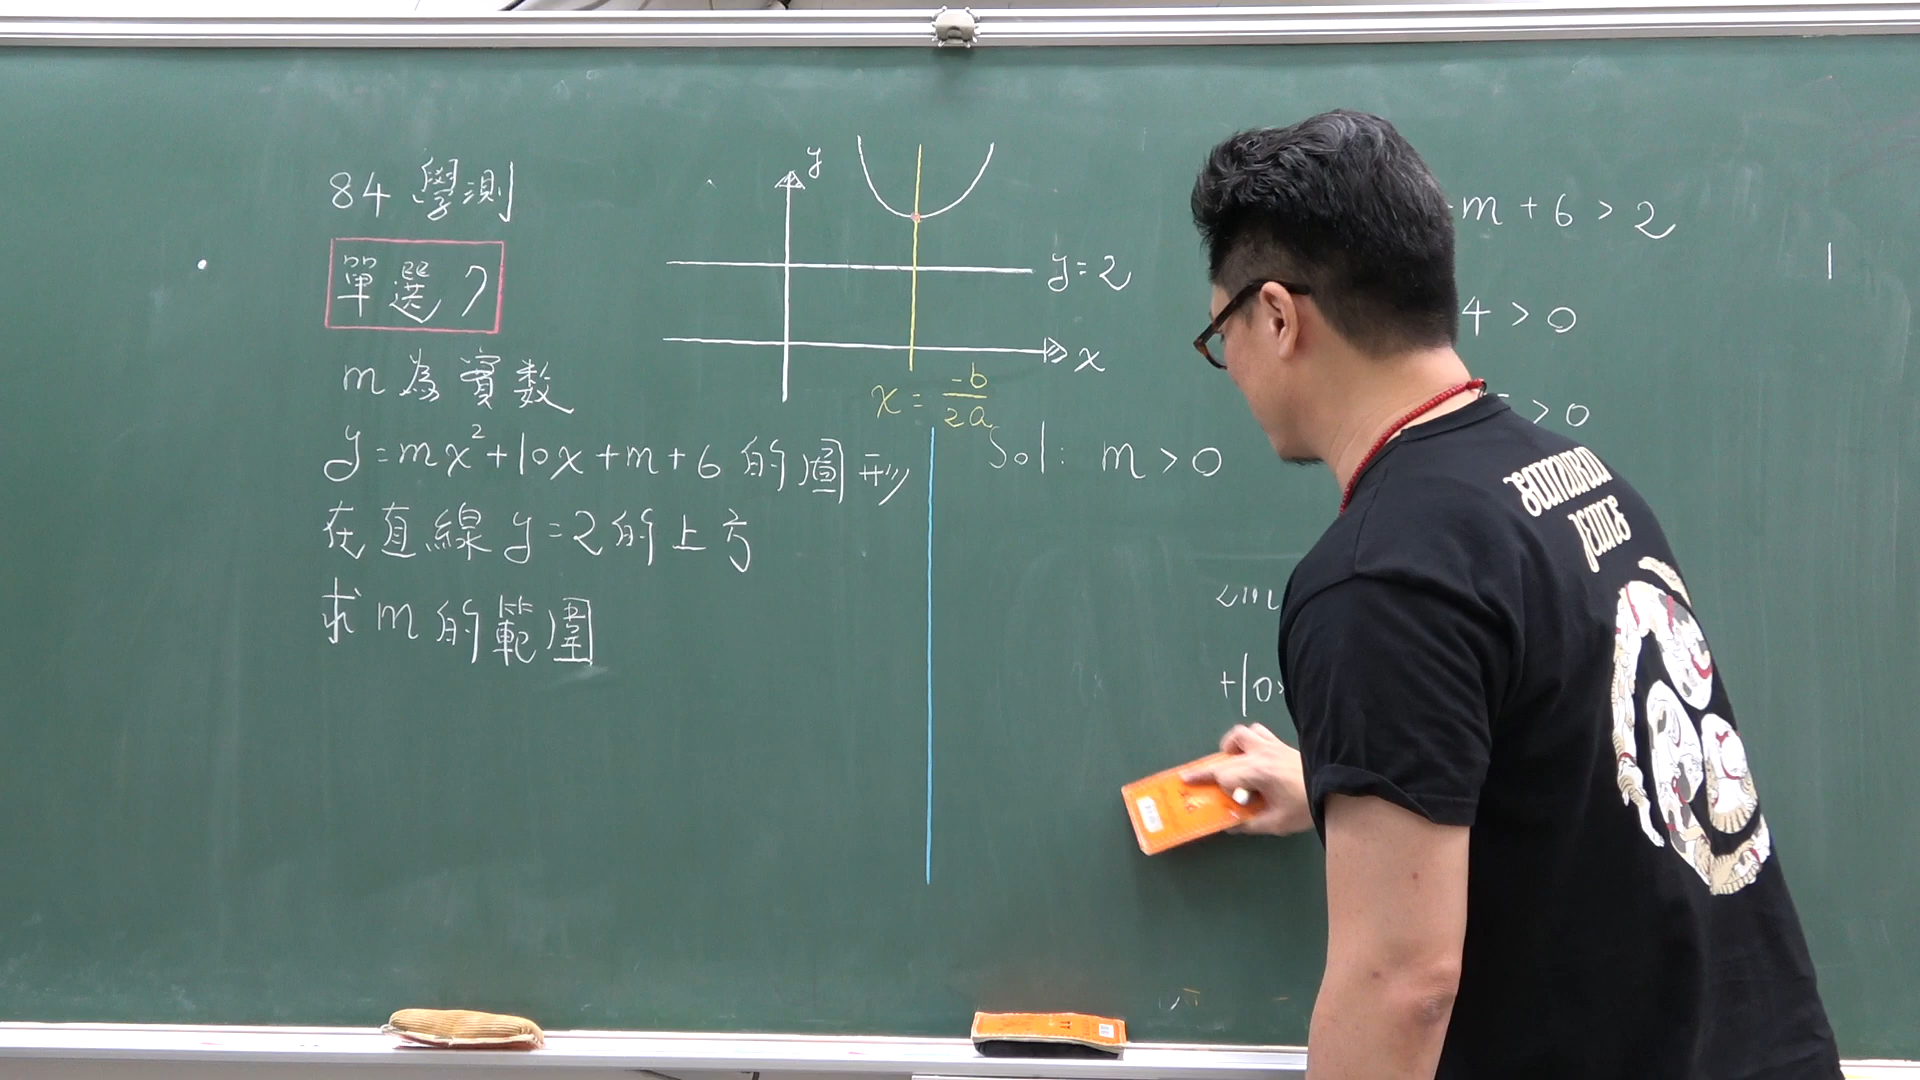 84 學測
單選 7
m 為實數
y=mx²+10x+m+6 的圖形
在直線 y=2 的上方
求 m 的範圍
y
y=2
x
x = -b/2a
Sol: m > 0
m + 6 > 2
4 > 0
> 0
+10x